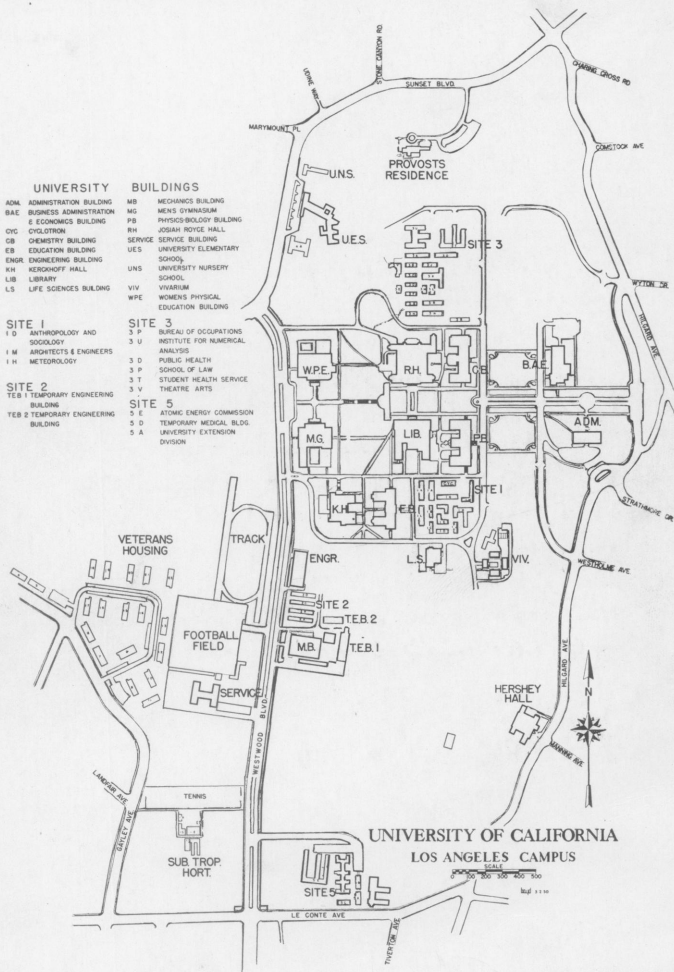 STONE CANYON RD.
UDINE WAY
SUNSET BLVD.
CHARING CROSS RD
MARYMOUNT PL.
COMSTOCK AVE
PROVOSTS
RESIDENCE
U.N.S.
UNIVERSITY BUILDINGS
ADM. ADMINISTRATION BUILDING
BAE BUSINESS ADMINISTRATION
& ECONOMICS BUILDING
CYC CYCLOTRON
CB CHEMISTRY BUILDING
EB EDUCATION BUILDING
ENGR. ENGINEERING BUILDING
KH KERCKHOFF HALL
LIB LIBRARY
LS LIFE SCIENCES BUILDING
MB MECHANICS BUILDING
MG MENS GYMNASIUM
PB PHYSICS-BIOLOGY BUILDING
RH JOSIAH ROYCE HALL
SERVICE SERVICE BUILDING
UES UNIVERSITY ELEMENTARY
SCHOOL
UNS UNIVERSITY NURSERY
SCHOOL
VIV VIVARIUM
WPE WOMENS PHYSICAL
EDUCATION BUILDING
SITE 1
1 D ANTHROPOLOGY AND
SOCIOLOGY
1 M ARCHITECTS & ENGINEERS
1 H METEOROLOGY
SITE 2
TEB 1 TEMPORARY ENGINEERING
BUILDING
TEB 2 TEMPORARY ENGINEERING
BUILDING
SITE 3
3 P BUREAU OF OCCUPATIONS
3 U INSTITUTE FOR NUMERICAL
ANALYSIS
3 D PUBLIC HEALTH
3 P SCHOOL OF LAW
3 T STUDENT HEALTH SERVICE
3 V THEATRE ARTS
SITE 5
5 E ATOMIC ENERGY COMMISSION
5 D TEMPORARY MEDICAL BLDG.
5 A UNIVERSITY EXTENSION
DIVISION
U.E.S.
SITE 3
WYTON DR.
HILGARD AVE
W.P.E.
R.H.
C.B.
B.A.E.
M.G.
LIB.
P.B.
ADM.
SITE 1
K.H.
E.B.
STRATHMORE DR.
VETERANS
HOUSING
TRACK
ENGR.
L.S.
VIV.
WESTHOLME AVE
SITE 2
T.E.B. 2
FOOTBALL
FIELD
M.B.
T.E.B. 1
HILGARD AVE
SERVICE
HERSHEY
HALL
N
WESTWOOD BLVD.
MANNING AVE
LANDFAIR AVE
TENNIS
GAYLEY AVE
SUB. TROP.
HORT.
UNIVERSITY OF CALIFORNIA
LOS ANGELES CAMPUS
SCALE
0 100 200 300 400 500
SITE 5
LE CONTE AVE
TIVERTON AVE